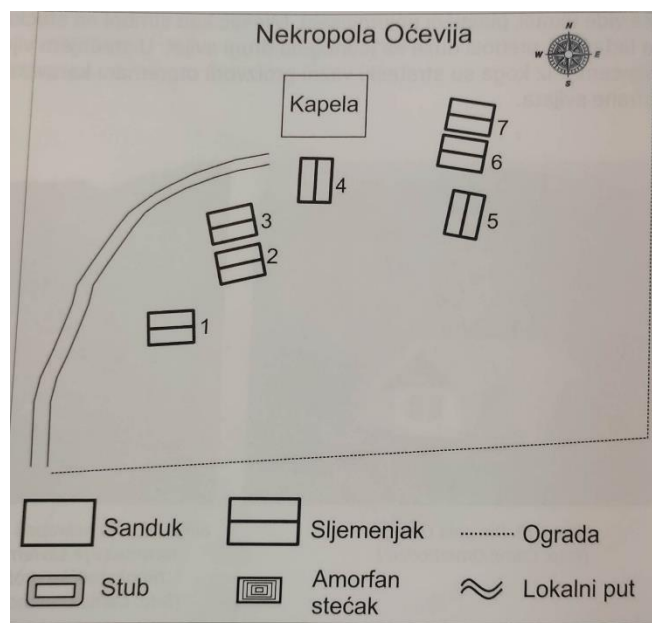 Nekropola Oćevija
N
W
E
S
Kapela
7
6
4
5
3
2
1
Sanduk
Sljemenjak
Ograda
Stub
Amorfan
stećak
Lokalni put